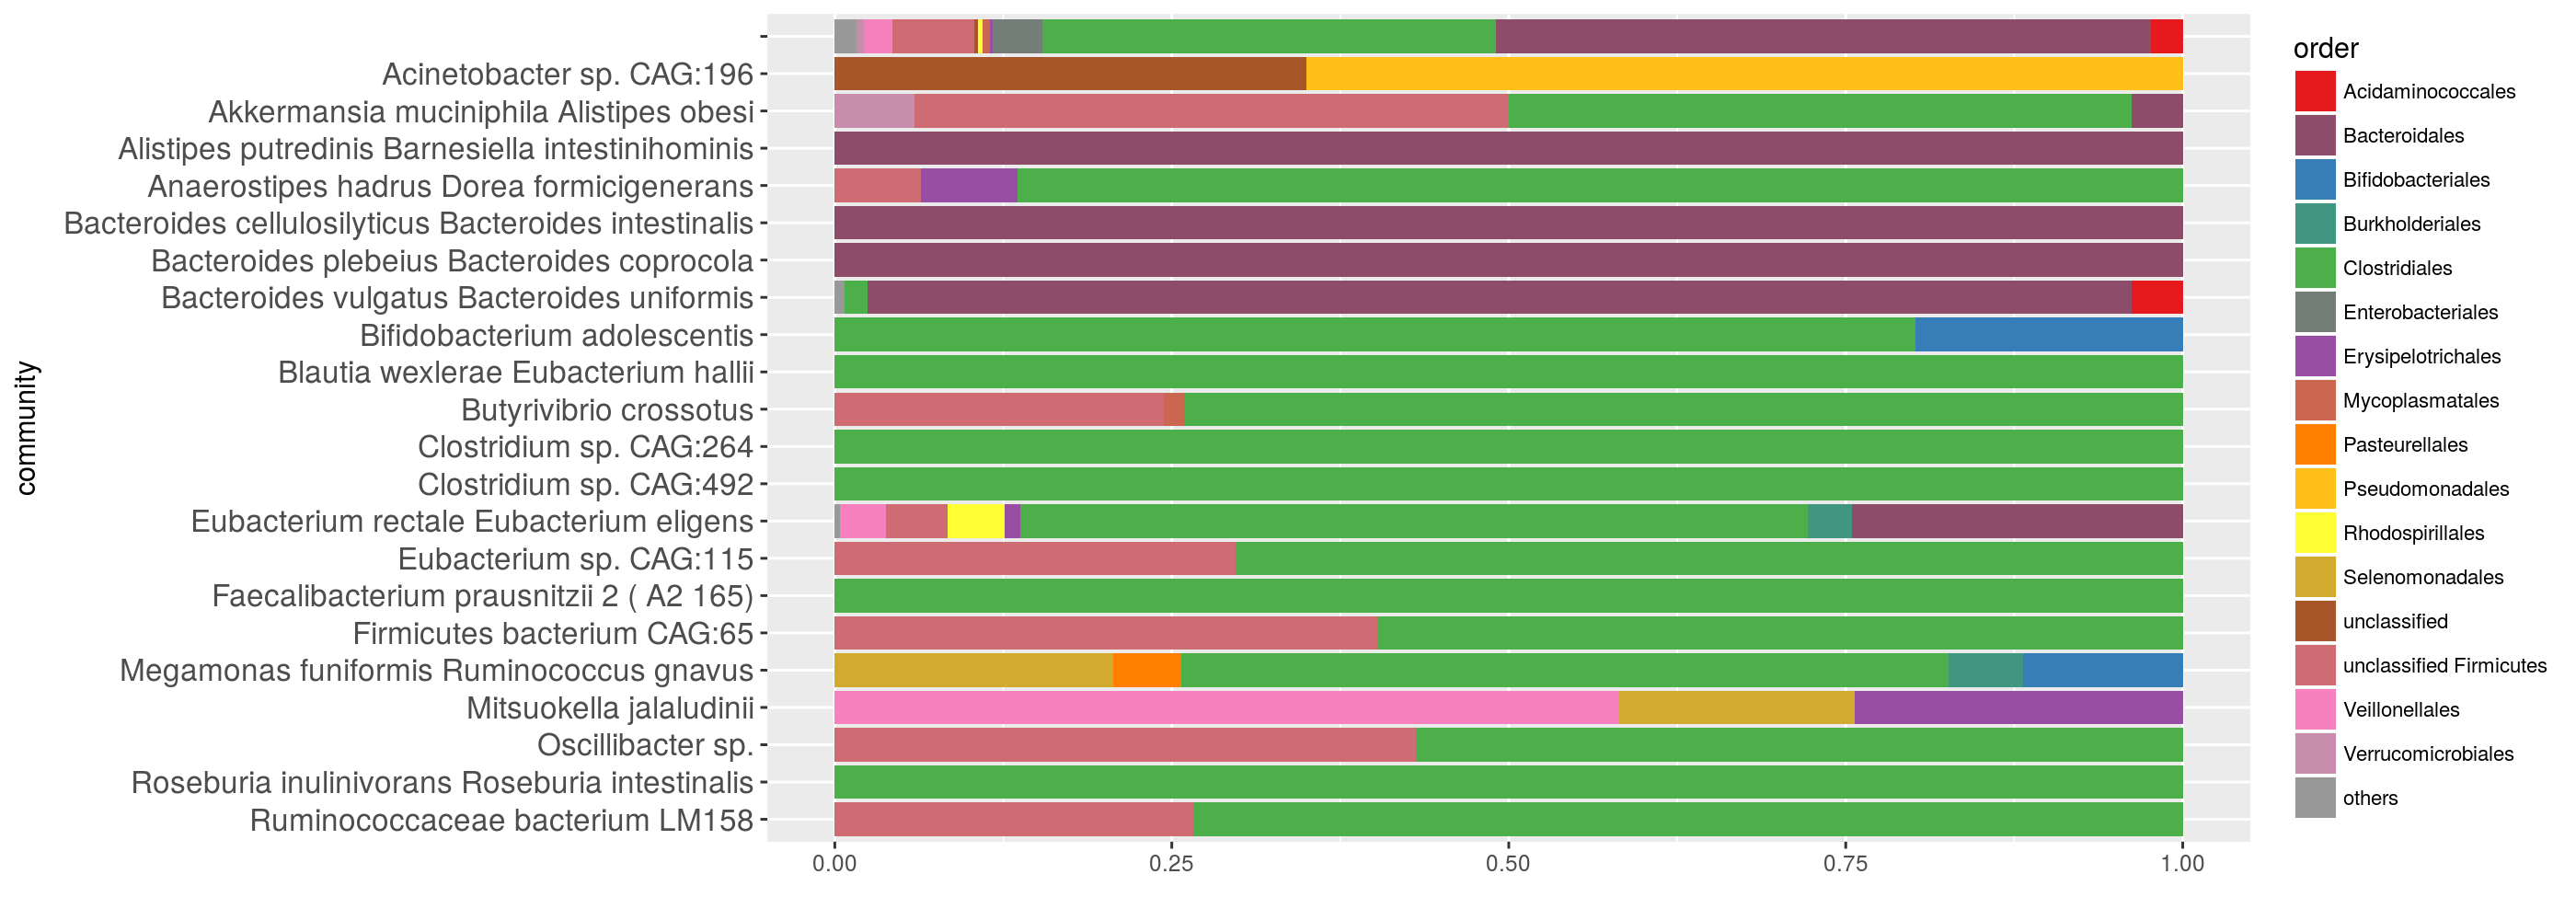 Acinetobacter sp. CAG:196
Akkermansia muciniphila Alistipes obesi
Alistipes putredinis Barnesiella intestinihominis
Anaerostipes hadrus Dorea formicigenerans
Bacteroides cellulosilyticus Bacteroides intestinalis
Bacteroides plebeius Bacteroides coprocola
Bacteroides vulgatus Bacteroides uniformis
Bifidobacterium adolescentis
Blautia wexlerae Eubacterium hallii
Butyrivibrio crossotus
Clostridium sp. CAG:264
Clostridium sp. CAG:492
Eubacterium rectale Eubacterium eligens
Eubacterium sp. CAG:115
Faecalibacterium prausnitzii 2 ( A2 165)
Firmicutes bacterium CAG:65
Megamonas funiformis Ruminococcus gnavus
Mitsuokella jalaludinii
Oscillibacter sp.
Roseburia inulinivorans Roseburia intestinalis
Ruminococcaceae bacterium LM158
community
0.00 0.25 0.50 0.75 1.00
order
Acidaminococcales
Bacteroidales
Bifidobacteriales
Burkholderiales
Clostridiales
Enterobacteriales
Erysipelotrichales
Mycoplasmatales
Pasteurellales
Pseudomonadales
Rhodospirillales
Selenomonadales
unclassified
unclassified Firmicutes
Veillonellales
Verrucomicrobiales
others